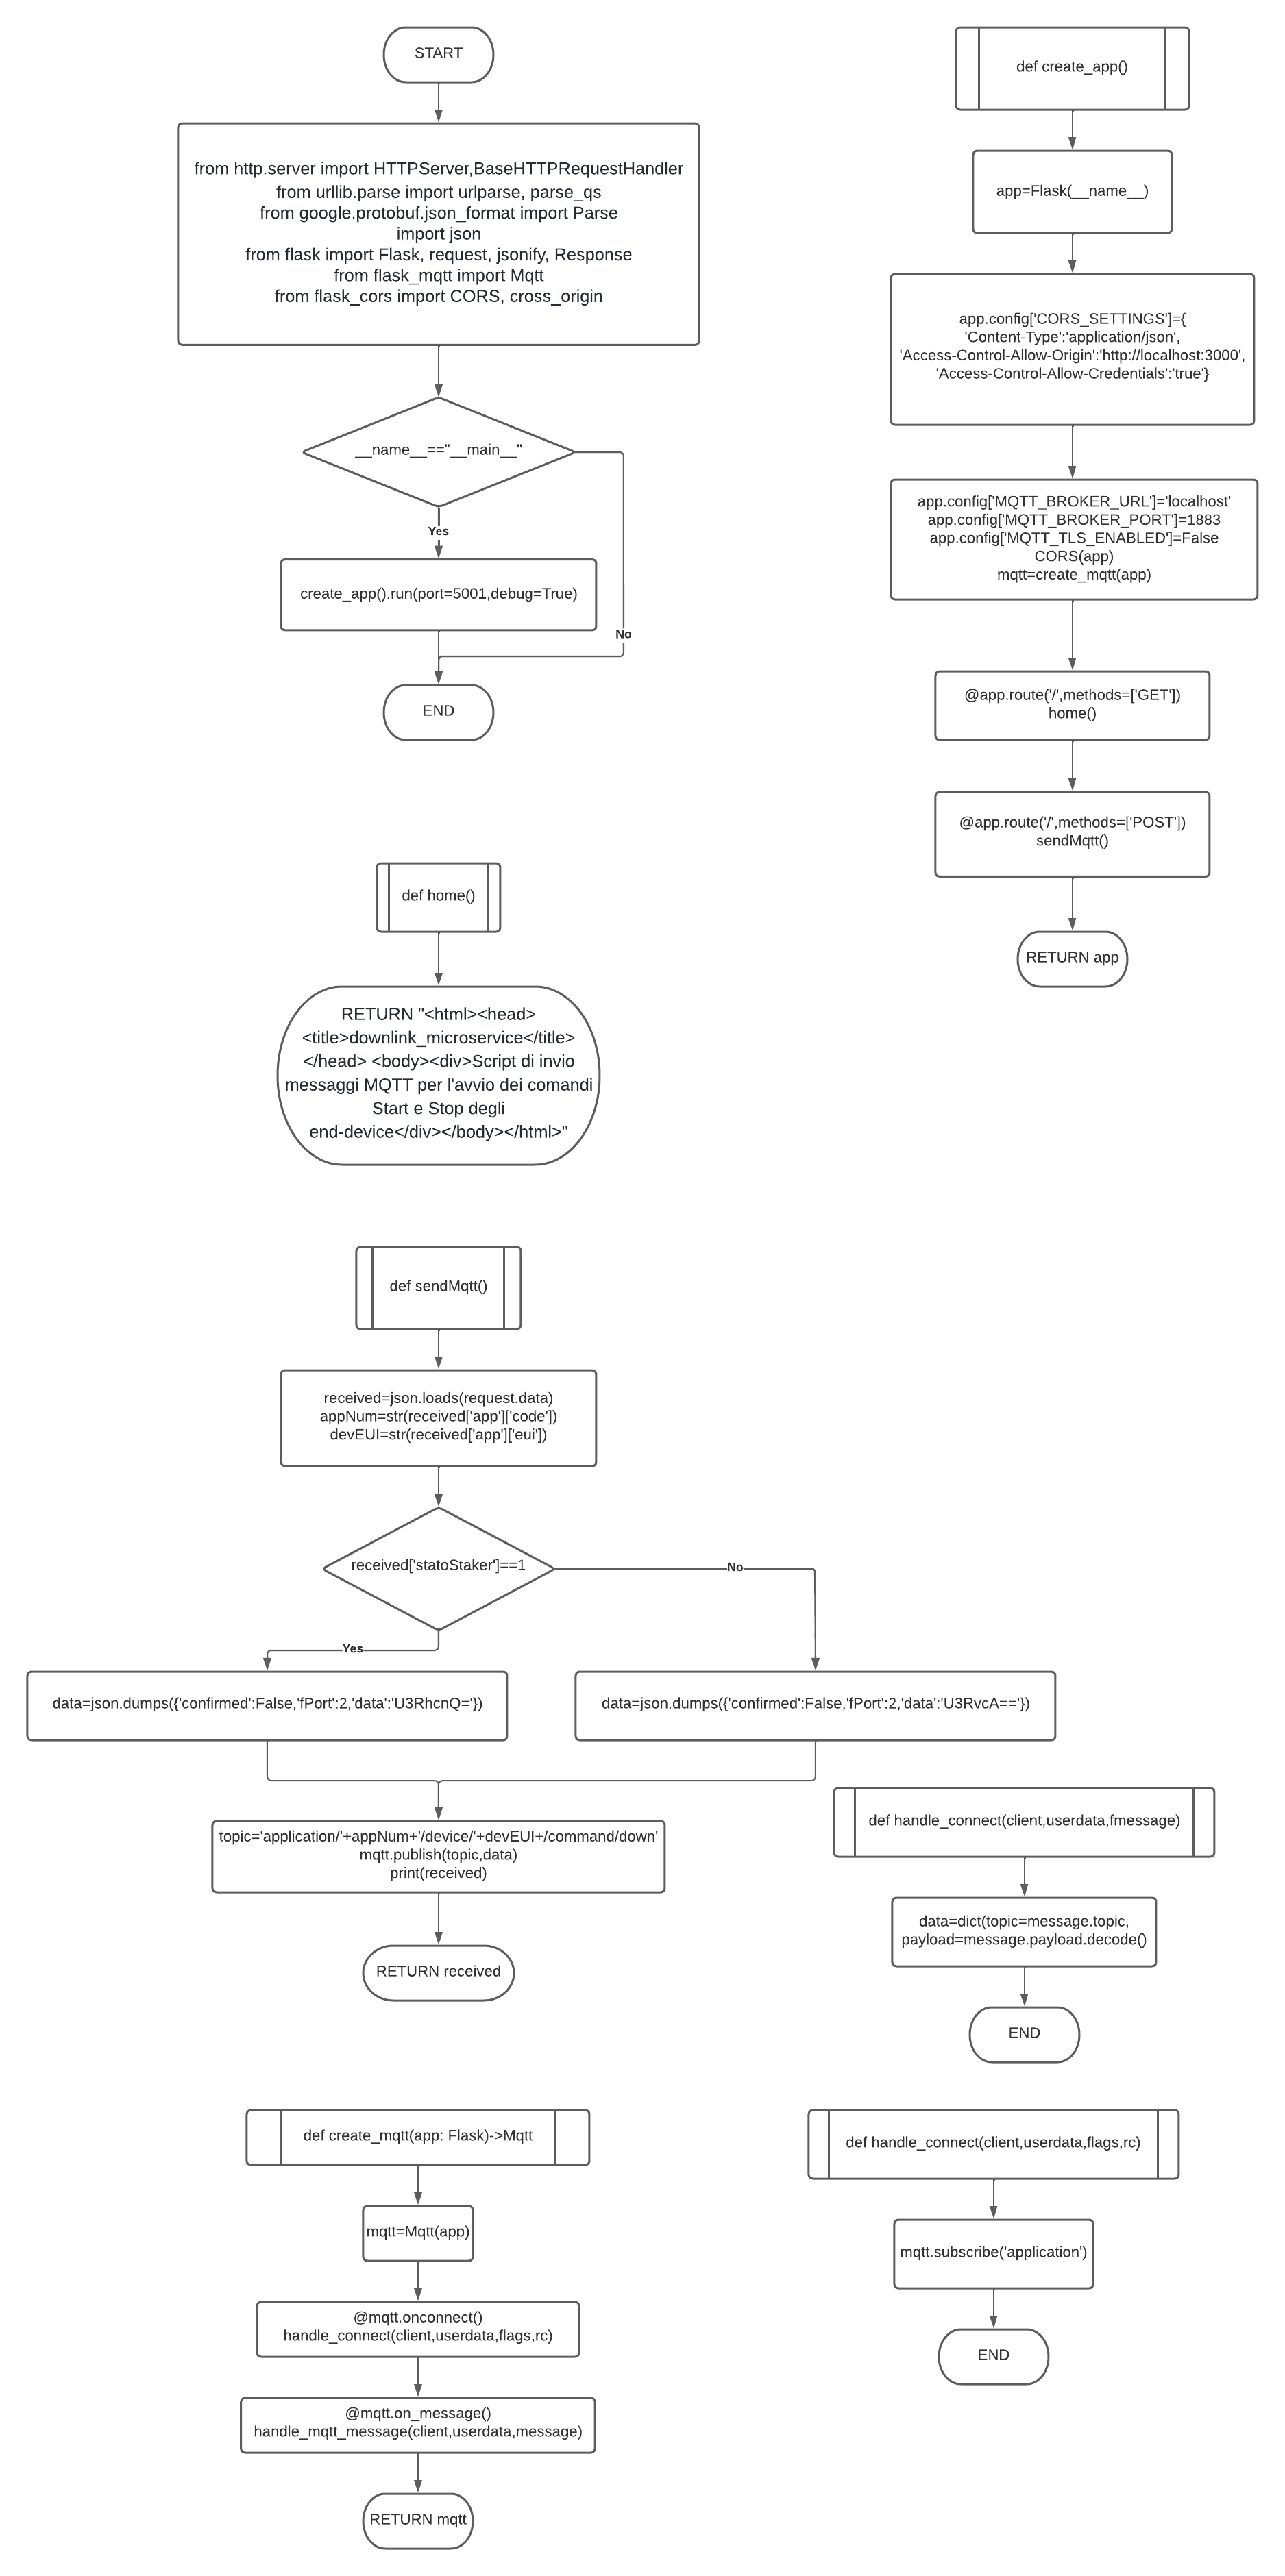 START
from http.server import HTTPServer,BaseHTTPRequestHandler
from urllib.parse import urlparse, parse_qs
from google.protobuf.json_format import Parse
import json
from flask import Flask, request, jsonify, Response
from flask_mqtt import Mqtt
from flask_cors import CORS, cross_origin
__name__=="__main__"
Yes
create_app().run(port=5001,debug=True)
No
END
def create_app()
app=Flask(__name__)
app.config['CORS_SETTINGS']={
'Content-Type':'application/json',
'Access-Control-Allow-Origin':'http://localhost:3000',
'Access-Control-Allow-Credentials':'true'}
app.config['MQTT_BROKER_URL']='localhost'
app.config['MQTT_BROKER_PORT']=1883
app.config['MQTT_TLS_ENABLED']=False
CORS(app)
mqtt=create_mqtt(app)
@app.route('/',methods=['GET'])
home()
@app.route('/',methods=['POST'])
sendMqtt()
RETURN app
def home()
RETURN "<html><head>
<title>downlink_microservice</title>
</head> <body><div>Script di invio
messaggi MQTT per l'avvio dei comandi
Start e Stop degli
end-device</div></body></html>"
def sendMqtt()
received=json.loads(request.data)
appNum=str(received['app']['code'])
devEUI=str(received['app']['eui'])
received['statoStaker']==1
No
Yes
data=json.dumps({'confirmed':False,'fPort':2,'data':'U3RhcnQ='})
data=json.dumps({'confirmed':False,'fPort':2,'data':'U3RvcA=='})
topic='application/'+appNum+'/device/'+devEUI+/command/down'
mqtt.publish(topic,data)
print(received)
RETURN received
def handle_connect(client,userdata,fmessage)
data=dict(topic=message.topic,
payload=message.payload.decode()
END
def create_mqtt(app: Flask)->Mqtt
mqtt=Mqtt(app)
@mqtt.onconnect()
handle_connect(client,userdata,flags,rc)
@mqtt.on_message()
handle_mqtt_message(client,userdata,message)
RETURN mqtt
def handle_connect(client,userdata,flags,rc)
mqtt.subscribe('application')
END